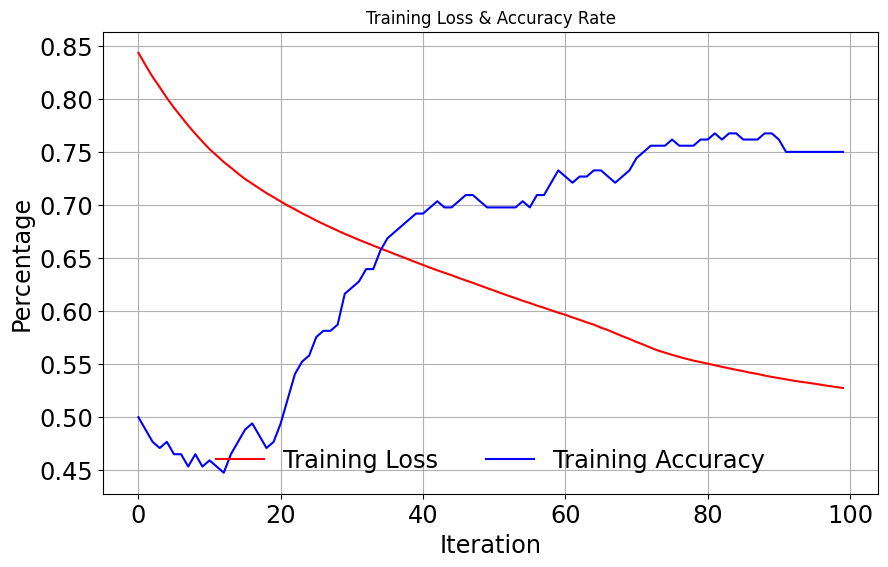 Training Loss & Accuracy Rate
0.85
0.80
0.75
0.70
0.65
0.60
0.55
0.50
0.45
Percentage
Training Loss Training Accuracy
0 20 40 60 80 100
Iteration